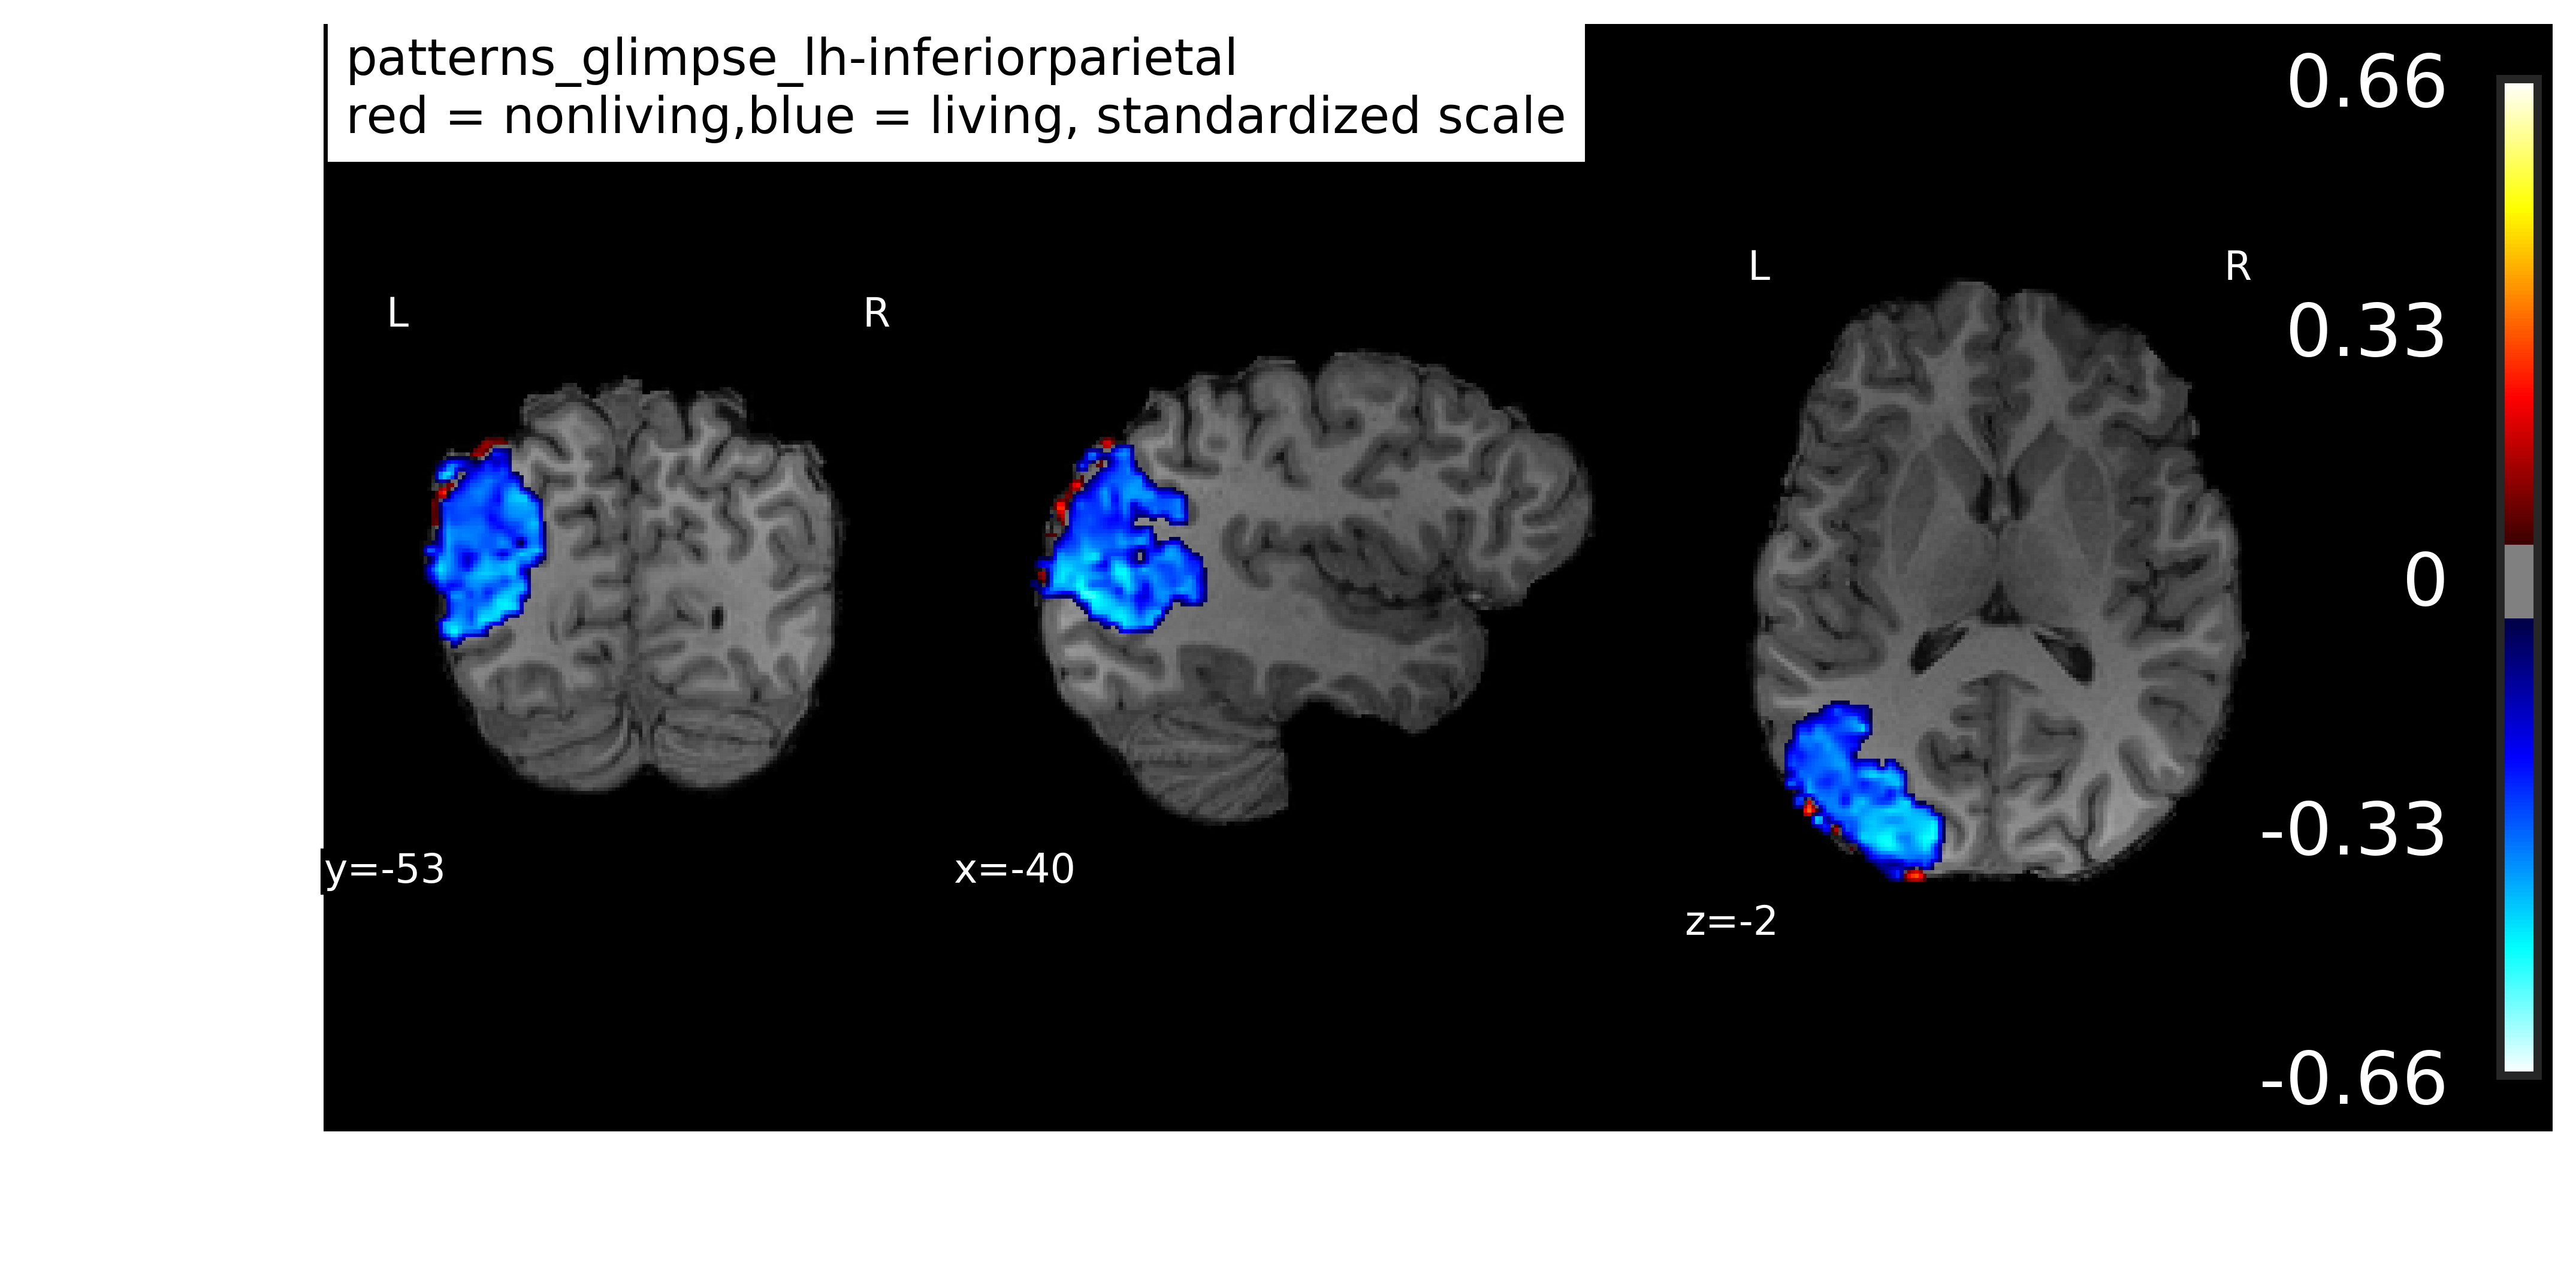 patterns_glimpse_lh-inferiorparietal
red = nonliving,blue = living, standardized scale
L
R
y=-53
x=-40
L
R
z=-2
0.66
0.33
0
-0.33
-0.66